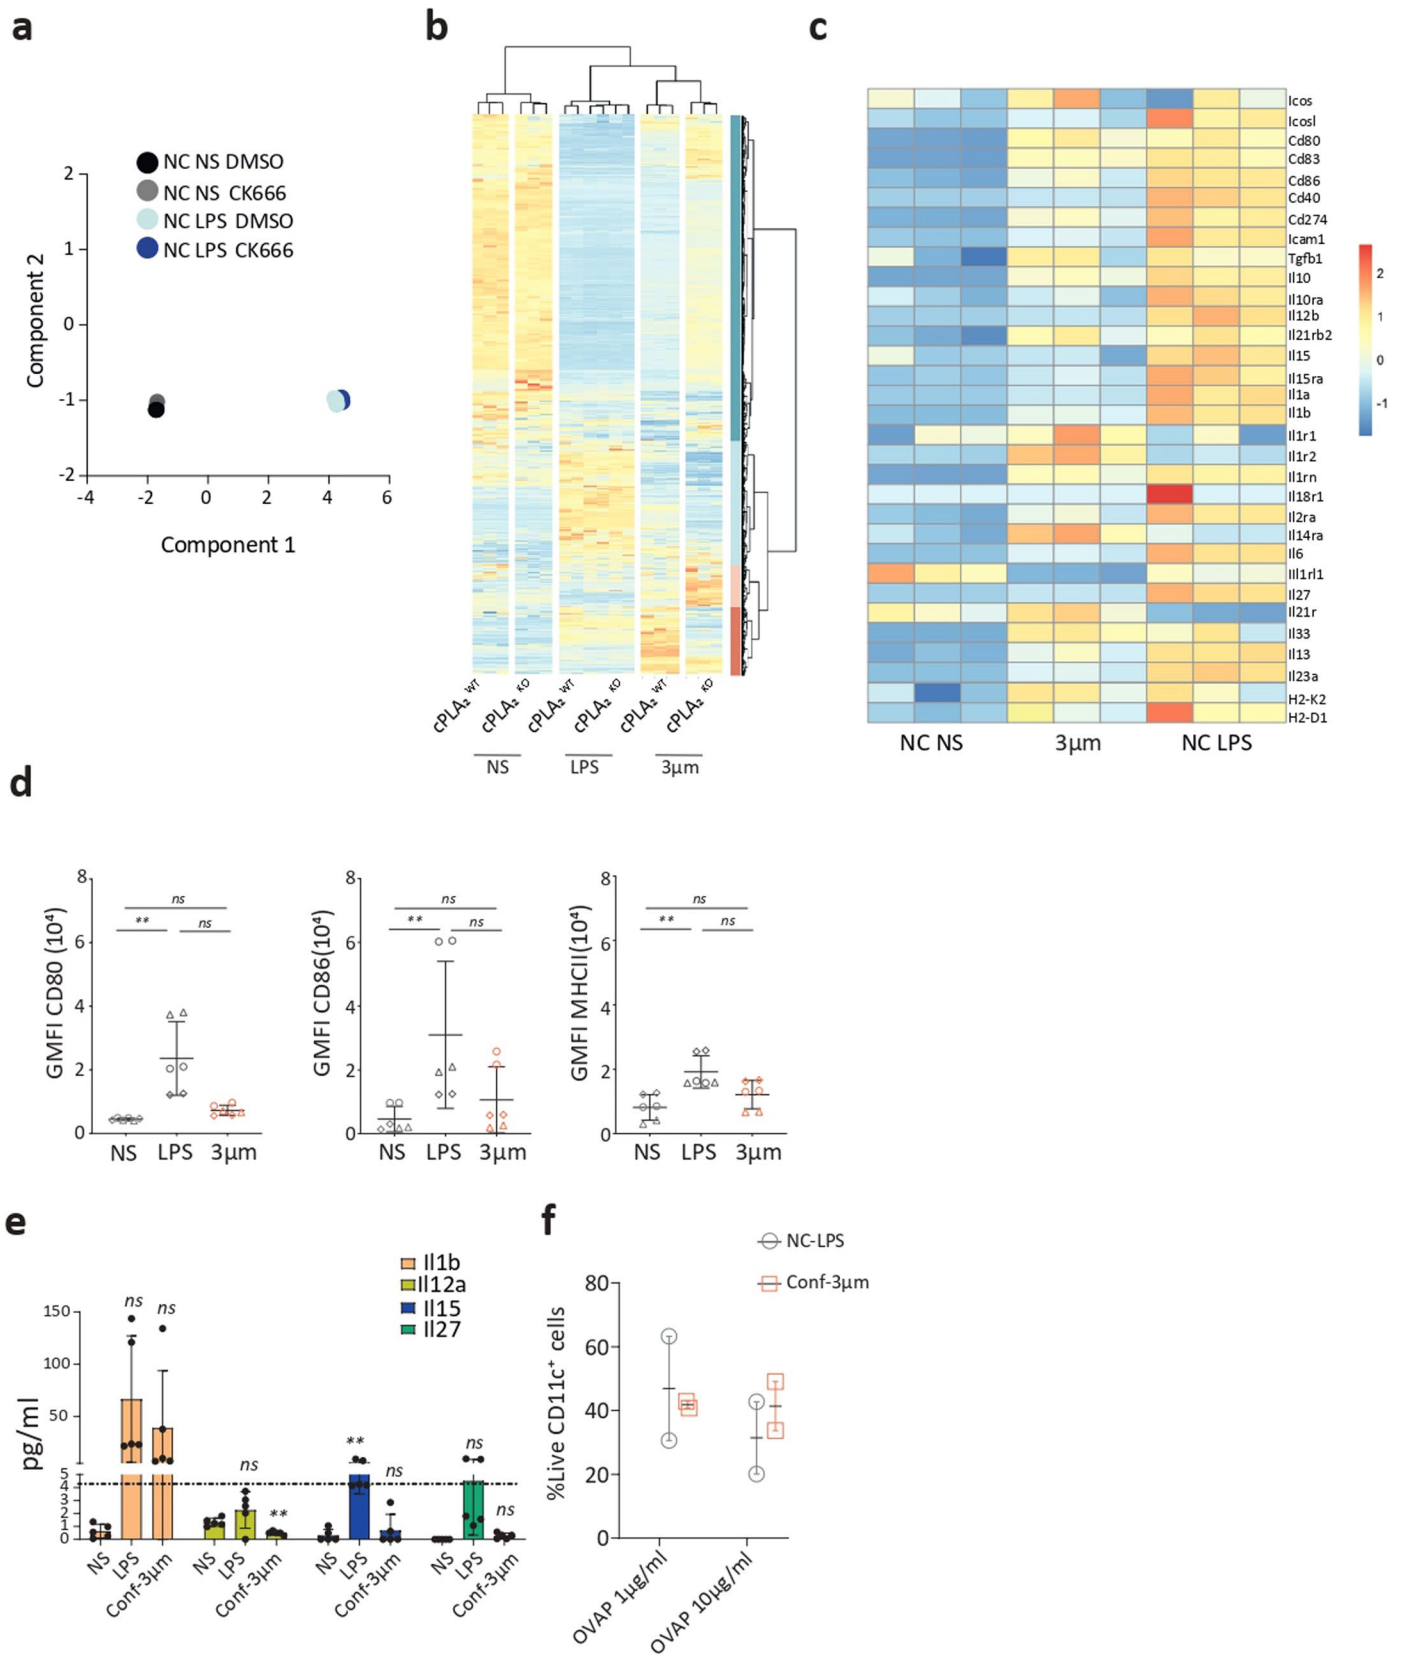 a
NC NS DMSO
NC NS CK666
NC LPS DMSO
NC LPS CK666
Component 2
2
1
0
-1
-2
-4
-2
0
2
4
6
Component 1
b
cPLA₂ WT
cPLA₂ KO
cPLA₂ WT
cPLA₂ KO
cPLA₂ WT
cPLA₂ KO
NS
LPS
3µm
c
Icos
Icosl
Cd80
Cd83
Cd86
Cd40
Cd274
Icam1
Tgfb1
Il10
Il10ra
Il12b
Il21rb2
Il15
Il15ra
Il1a
Il1b
Il1r1
Il1r2
Il1rn
Il18r1
Il2ra
Il14ra
Il6
Ill1rl1
Il27
Il21r
Il33
Il13
Il23a
H2-K2
H2-D1
NC NS
3µm
NC LPS
2
1
0
-1
d
GMFI CD80 (10⁴)
8
6
4
2
0
ns
** ns
NS LPS 3µm
GMFI CD86(10⁴)
8
6
4
2
0
ns
** ns
NS LPS 3µm
GMFI MHCII(10⁴)
8
6
4
2
0
ns
** ns
NS LPS 3µm
e
Il1b
Il12a
Il15
Il27
pg/ml
150
100
50
5
4
3
2
1
0
ns ns
ns **
** ns
ns ns
NS LPS Conf-3µm
NS LPS Conf-3µm
NS LPS Conf-3µm
NS LPS Conf-3µm
f
NC-LPS
Conf-3µm
%Live CD11c⁺ cells
80
60
40
20
0
OVAP 1µg/ml
OVAP 10µg/ml